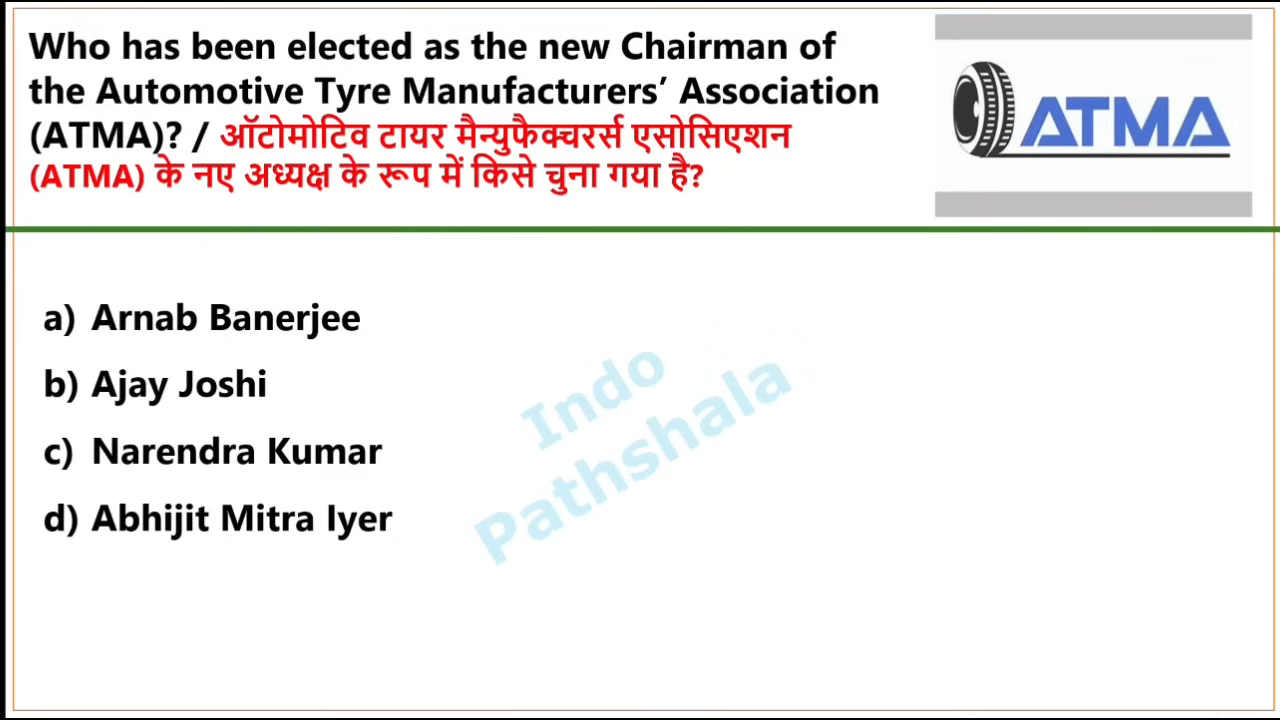 Who has been elected as the new Chairman of
the Automotive Tyre Manufacturers’ Association
(ATMA)? / ऑटोमोटिव टायर मैन्युफैक्चरर्स एसोसिएशन
(ATMA) के नए अध्यक्ष के रूप में किसे चुना गया है?
ATMA
a) Arnab Banerjee
b) Ajay Joshi
c) Narendra Kumar
d) Abhijit Mitra Iyer
Indo
Pathshala